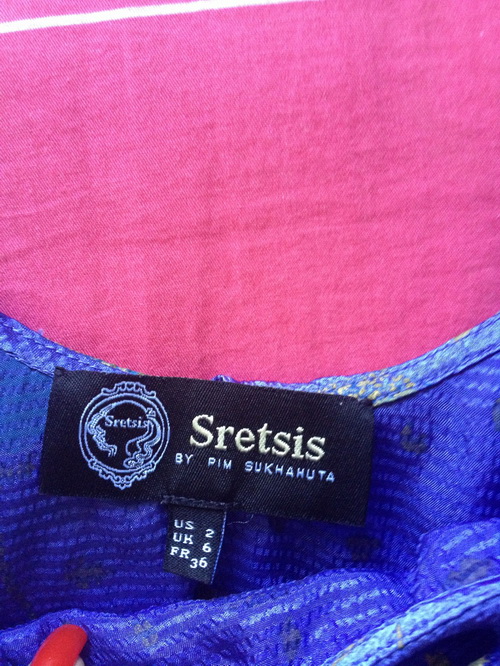 Sretsis
Sretsis
BY PIM SUKHAHUTA
US 2
UK 6
FR 36